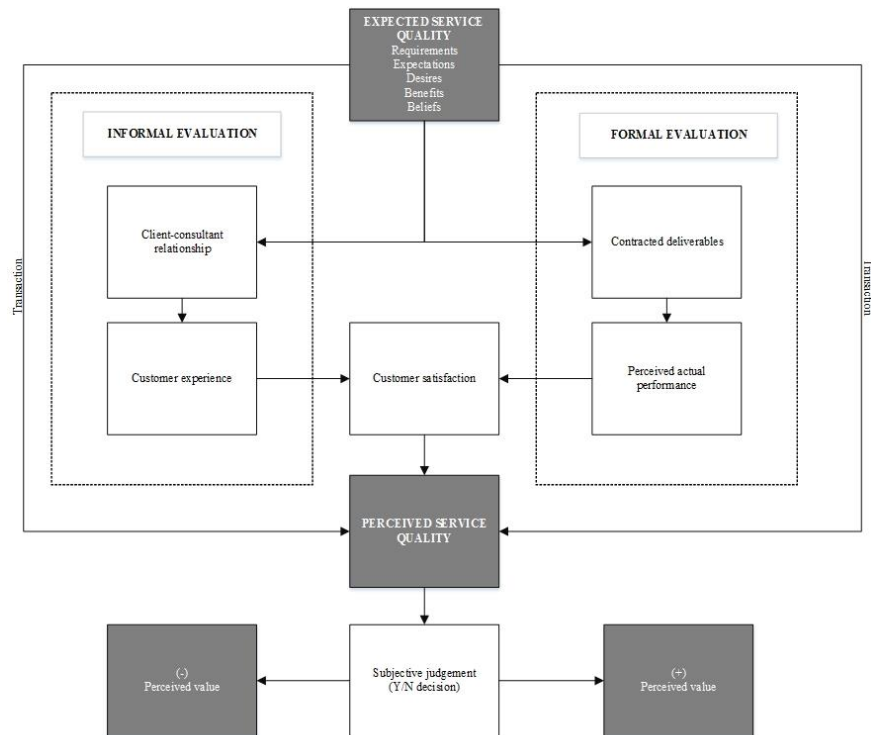 EXPECTED SERVICE
QUALITY
Requirements
Expectations
Desires
Benefits
Beliefs
INFORMAL EVALUATION
FORMAL EVALUATION
Client-consultant
relationship
Contracted deliverables
Transaction
Transaction
Customer experience
Customer satisfaction
Perceived actual
performance
PERCEIVED SERVICE
QUALITY
(-)
Perceived value
Subjective judgement
(Y/N decision)
(+)
Perceived value